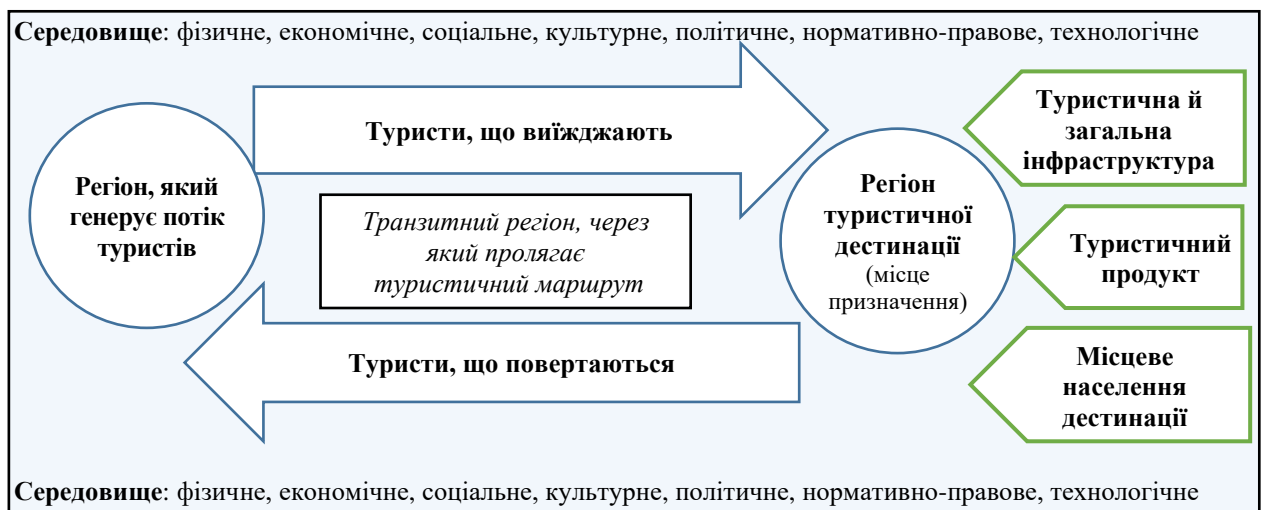 Середовище: фізичне, економічне, соціальне, культурне, політичне, нормативно-правове, технологічне
Регіон, який
генерує потік
туристів
Туристи, що виїжджають
Транзитний регіон, через
який пролягає
туристичний маршрут
Туристи, що повертаються
Регіон
туристичної
дестинації
(місце
призначення)
Туристична й
загальна
інфраструктура
Туристичний
продукт
Місцеве
населення
дестинації
Середовище: фізичне, економічне, соціальне, культурне, політичне, нормативно-правове, технологічне